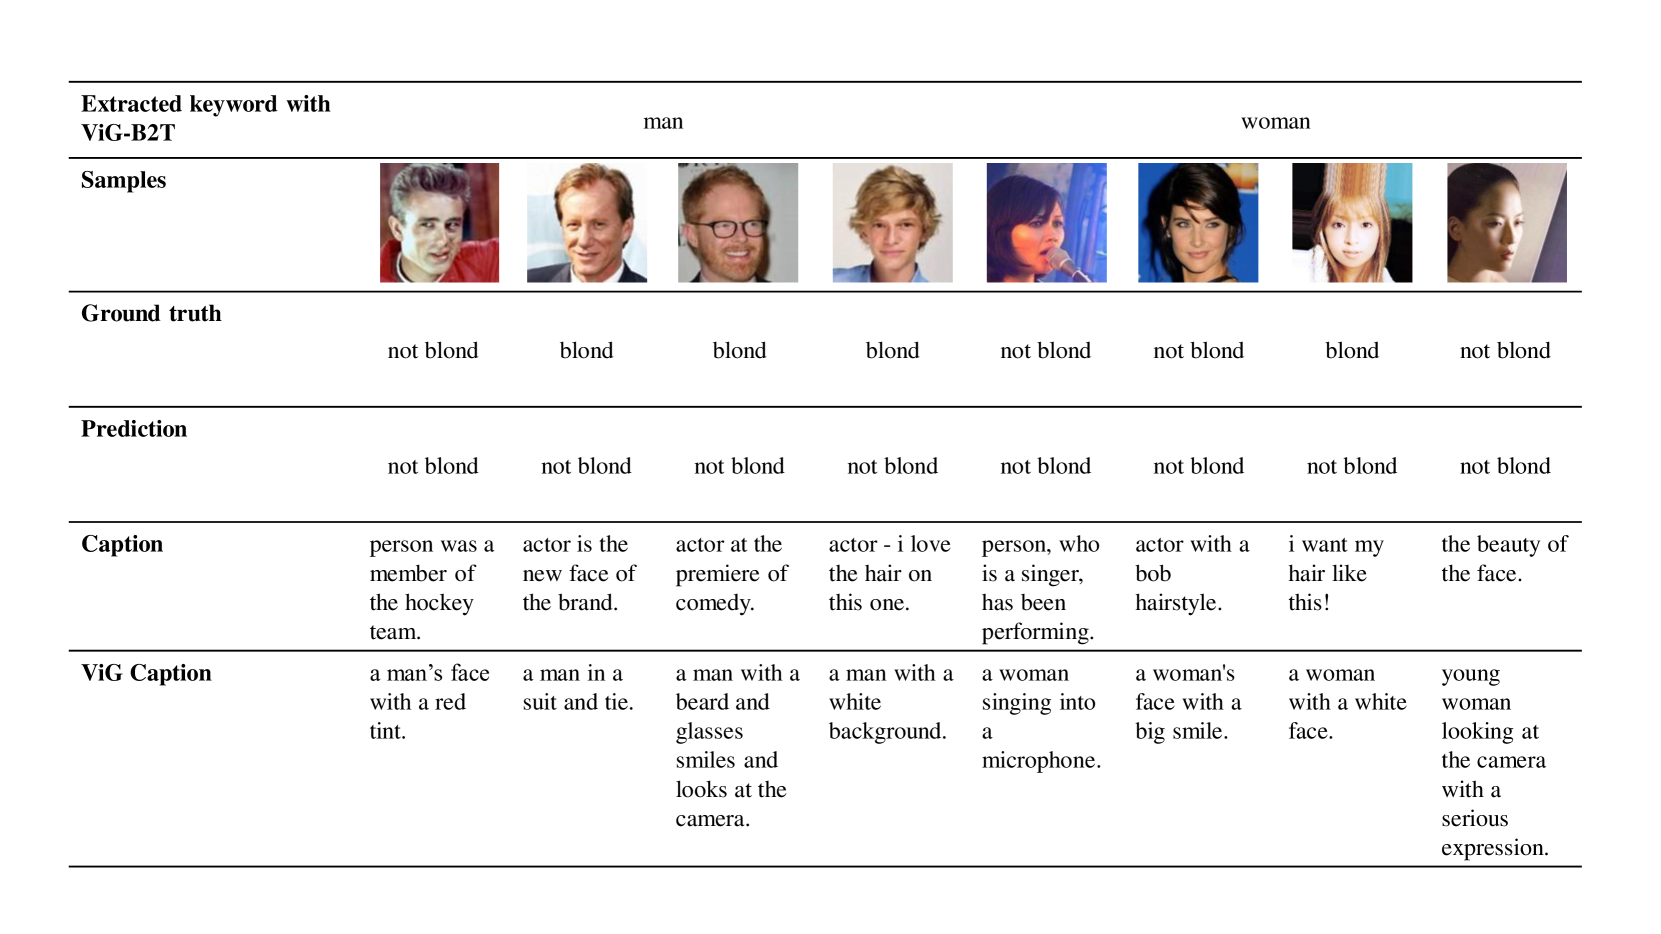 Extracted keyword with
ViG-B2T
man
woman
Samples
Ground truth
not blond
blond
blond
blond
not blond
not blond
blond
not blond
Prediction
not blond
not blond
not blond
not blond
not blond
not blond
not blond
not blond
Caption
person was a
member of
the hockey
team.
actor is the
new face of
the brand.
actor at the
premiere of
comedy.
actor - i love
the hair on
this one.
person, who
is a singer,
has been
performing.
actor with a
bob
hairstyle.
i want my
hair like
this!
the beauty of
the face.
ViG Caption
a man’s face
with a red
tint.
a man in a
suit and tie.
a man with a
beard and
glasses
smiles and
looks at the
camera.
a man with a
white
background.
a woman
singing into
a
microphone.
a woman's
face with a
big smile.
a woman
with a white
face.
young
woman
looking at
the camera
with a
serious
expression.